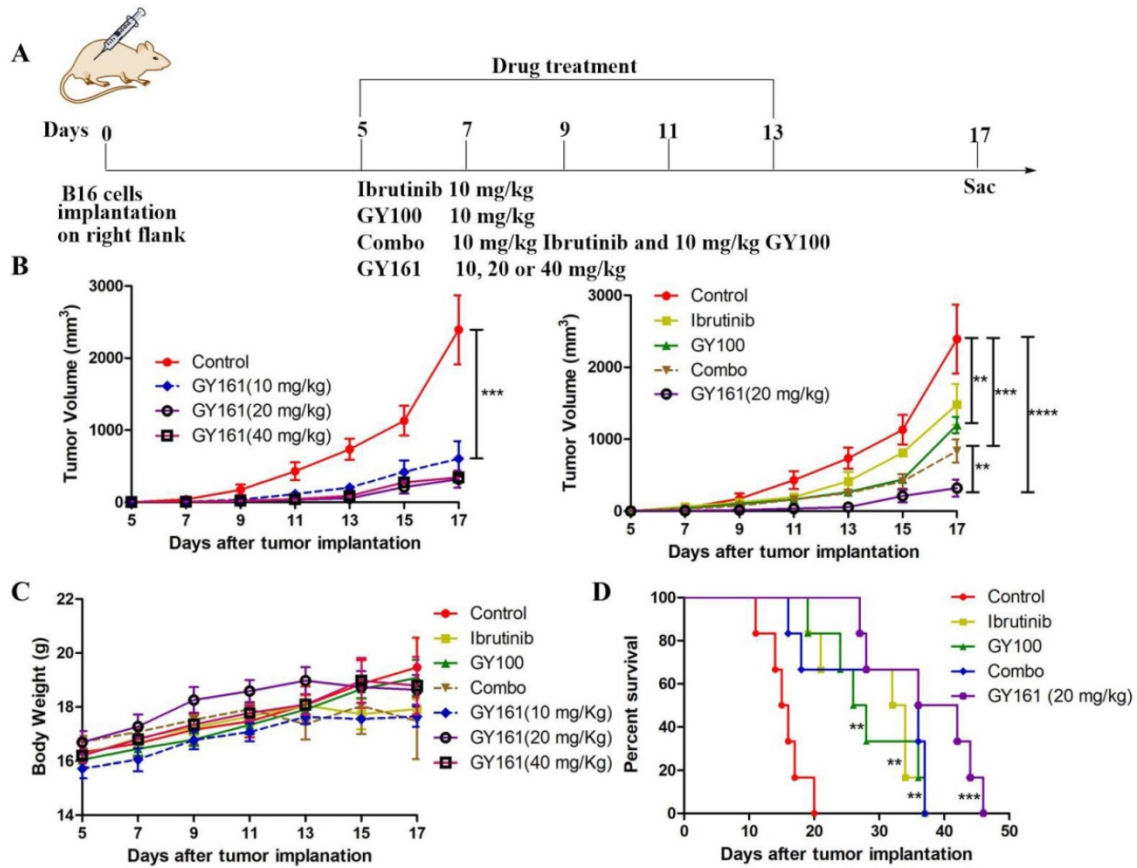 A
Drug treatment
Days 0 5 7 9 11 13 17
B16 cells
implantation
on right flank
Sac
Ibrutinib 10 mg/kg
GY100 10 mg/kg
Combo 10 mg/kg Ibrutinib and 10 mg/kg GY100
GY161 10, 20 or 40 mg/kg
B
Tumor Volume (mm³)
3000
2000
1000
0
Control
GY161(10 mg/kg)
GY161(20 mg/kg)
GY161(40 mg/kg)
***
5 7 9 11 13 15 17
Days after tumor implantation
Tumor Volume (mm³)
3000
2000
1000
0
Control
Ibrutinib
GY100
Combo
GY161(20 mg/kg)
** *** ****
**
5 7 9 11 13 15 17
Days after tumor implantation
C
Body Weight (g)
22
20
18
16
14
Control
Ibrutinib
GY100
Combo
GY161(10 mg/Kg)
GY161(20 mg/Kg)
GY161(40 mg/Kg)
5 7 9 11 13 15 17
Days after tumor implanation
D
Percent survival
100
80
60
40
20
0
Control
Ibrutinib
GY100
Combo
GY161 (20 mg/kg)
**
**
** ***
0 10 20 30 40 50
Days after tumor implantation